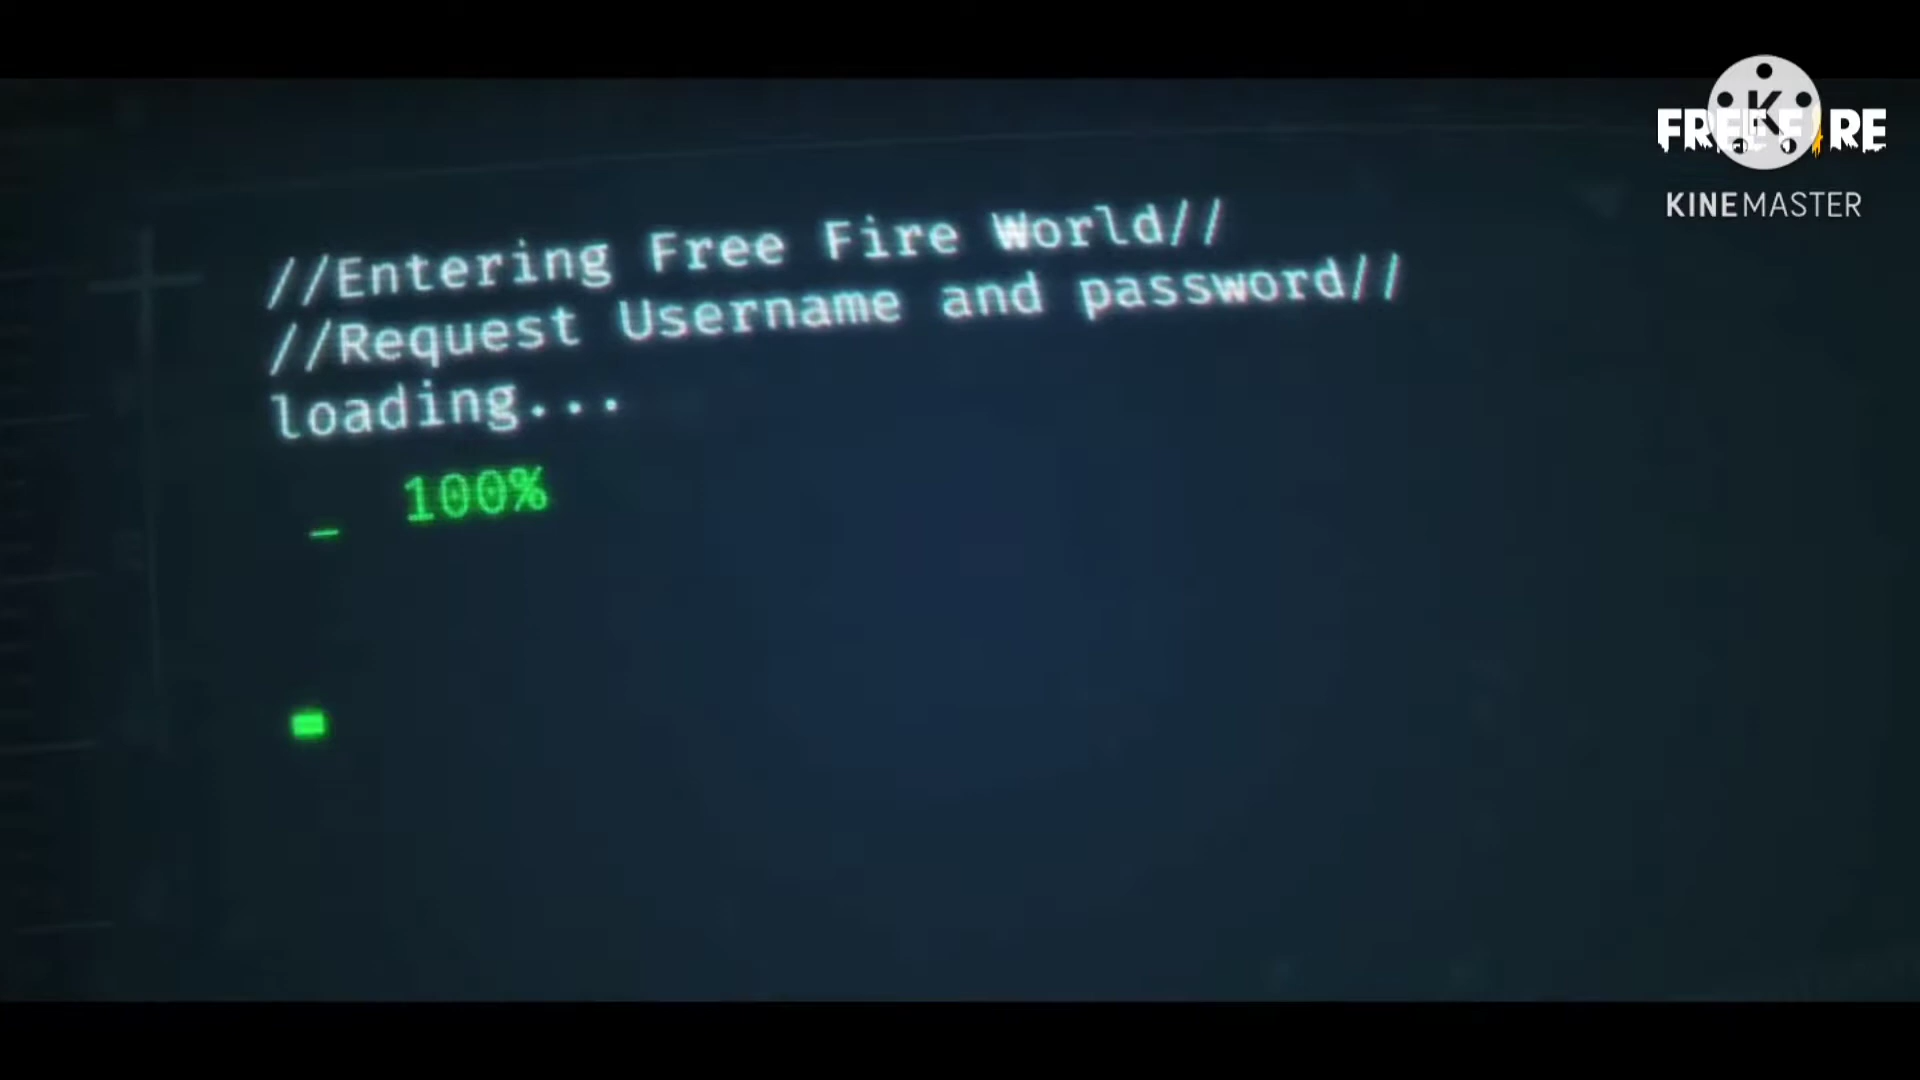 //Entering Free Fire World//
//Request Username and password//
loading...
_ 100%
FREE FIRE
K
KINEMASTER